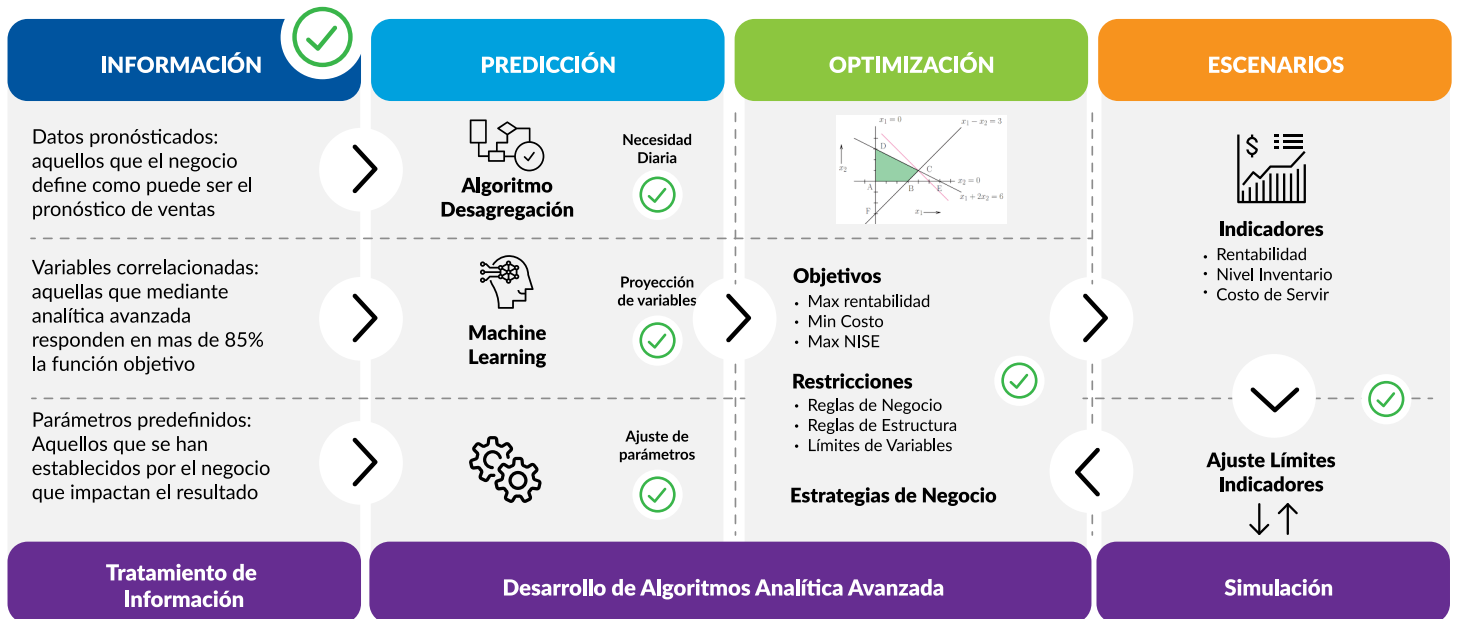 INFORMACIÓN
PREDICCIÓN
OPTIMIZACIÓN
ESCENARIOS
Datos pronósticados:
aquellos que el negocio
define como puede ser el
pronóstico de ventas
Variables correlacionadas:
aquellas que mediante
analítica avanzada
responden en mas de 85%
la función objetivo
Parámetros predefinidos:
Aquellos que se han
establecidos por el negocio
que impactan el resultado
Algoritmo
Desagregación
Necesidad
Diaria
Machine
Learning
Proyección
de variables
Ajuste de
parámetros
x₁ = 0
x₁ − x₂ = 3
D
x₂
C
A
B
E
x₂ = 0
x₁ + 2x₂ = 6
F
x₁
Objetivos
• Max rentabilidad
• Min Costo
• Max NISE
Restricciones
• Reglas de Negocio
• Reglas de Estructura
• Límites de Variables
Estrategias de Negocio
$
Indicadores
• Rentabilidad
• Nivel Inventario
• Costo de Servir
Ajuste Límites
Indicadores
Tratamiento de
Información
Desarrollo de Algoritmos Analítica Avanzada
Simulación